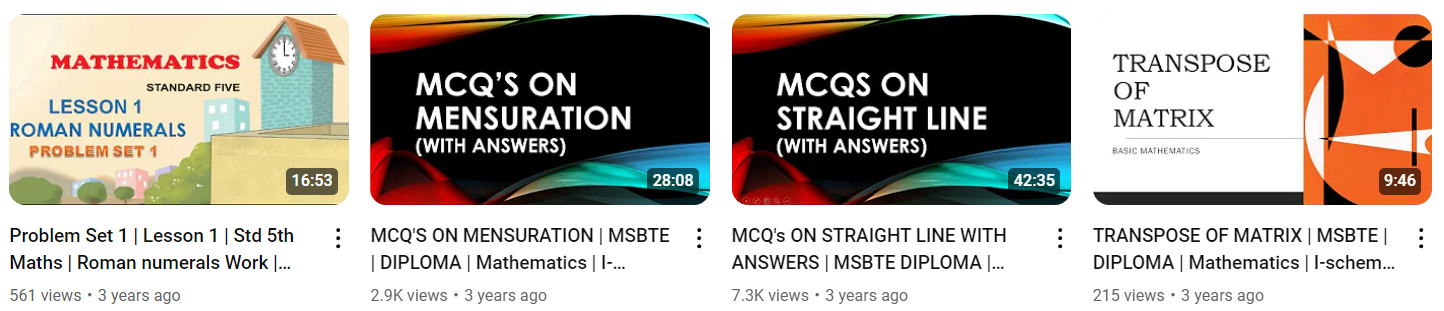 MATHEMATICS
STANDARD FIVE
LESSON 1
ROMAN NUMERALS
PROBLEM SET 1
16:53
Problem Set 1 | Lesson 1 | Std 5th
Maths | Roman numerals Work |...
561 views • 3 years ago
MCQ'S ON
MENSURATION
(WITH ANSWERS)
28:08
MCQ'S ON MENSURATION | MSBTE
| DIPLOMA | Mathematics | I-...
2.9K views • 3 years ago
MCQS ON
STRAIGHT LINE
(WITH ANSWERS)
42:35
MCQ's ON STRAIGHT LINE WITH
ANSWERS | MSBTE DIPLOMA |...
7.3K views • 3 years ago
TRANSPOSE
OF
MATRIX
BASIC MATHEMATICS
9:46
TRANSPOSE OF MATRIX | MSBTE |
DIPLOMA | Mathematics | I-schem...
215 views • 3 years ago